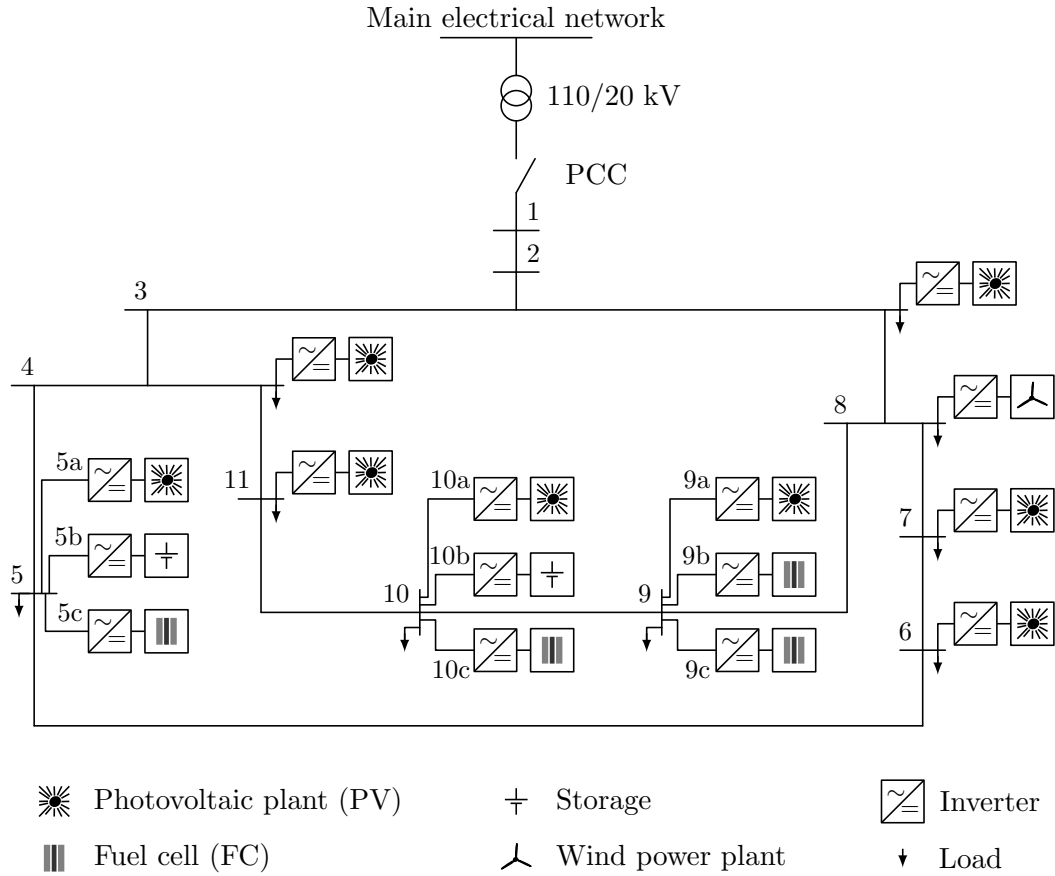 Main electrical network
110/20 kV
PCC
1
2
3
4
8
5a
11
10a
9a
7
5b
10b
9b
5
10
9
5c
6
10c
9c
Photovoltaic plant (PV)
Storage
Inverter
Fuel cell (FC)
Wind power plant
Load